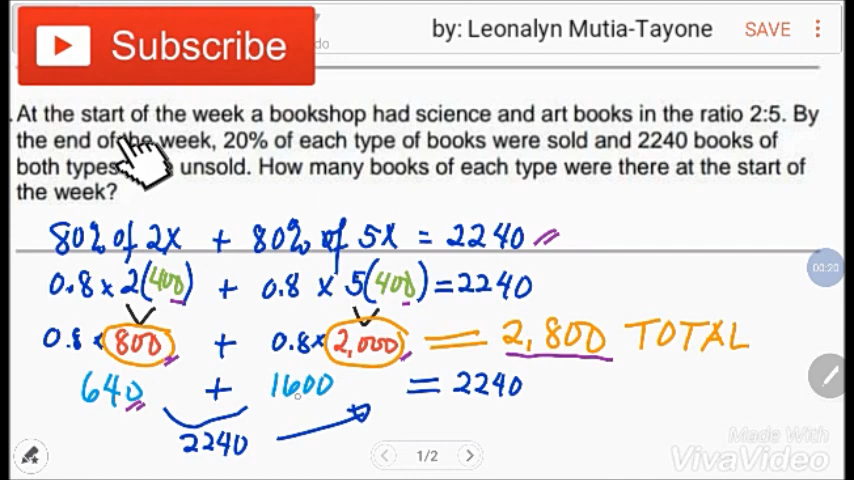 Subscribe
by: Leonalyn Mutia-Tayone
SAVE
do
.At the start of the week a bookshop had science and art books in the ratio 2:5. By
the end of the week, 20% of each type of books were sold and 2240 books of
both types unsold. How many books of each type were there at the start of
the week?
80% of 2x + 80% of 5x = 2240
0.8 × 2(400) + 0.8 × 5(400) = 2240
0.8 × 800 + 0.8 × 2,000 = 2,800 TOTAL
640 + 1600 = 2240
2240
00:20
1/2
Made With
VivaVideo